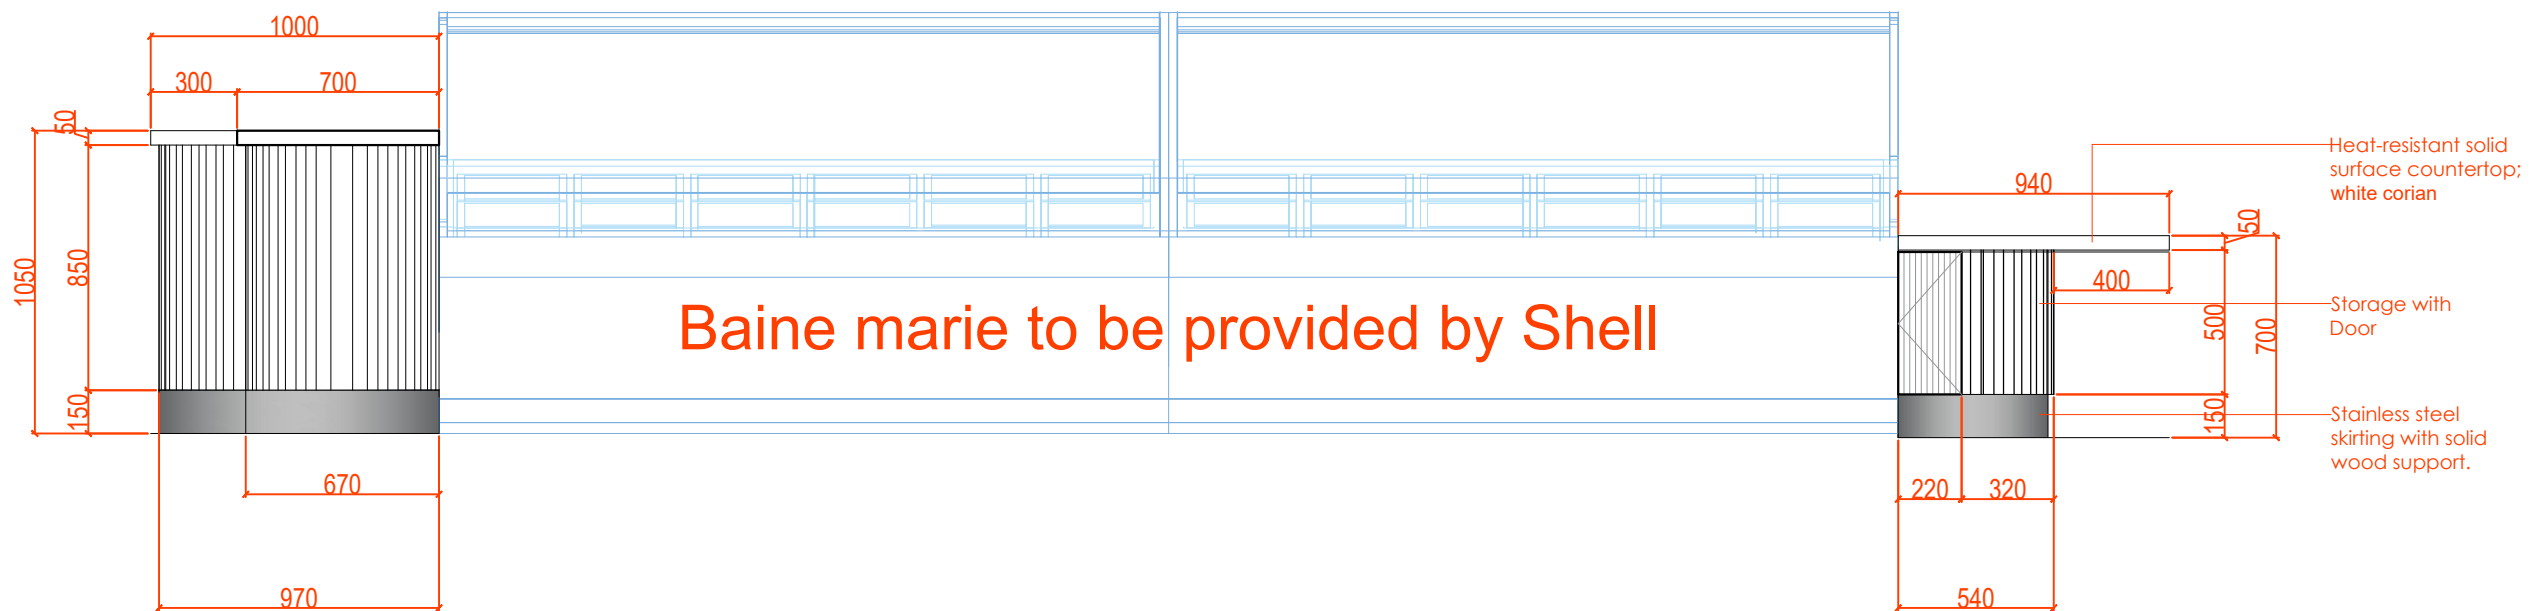 1000
300
700
50
1050
850
150
670
970
Baine marie to be provided by Shell
940
50
400
500
700
150
220
320
540
Heat-resistant solid
surface countertop;
white corian
Storage with
Door
Stainless steel
skirting with solid
wood support.